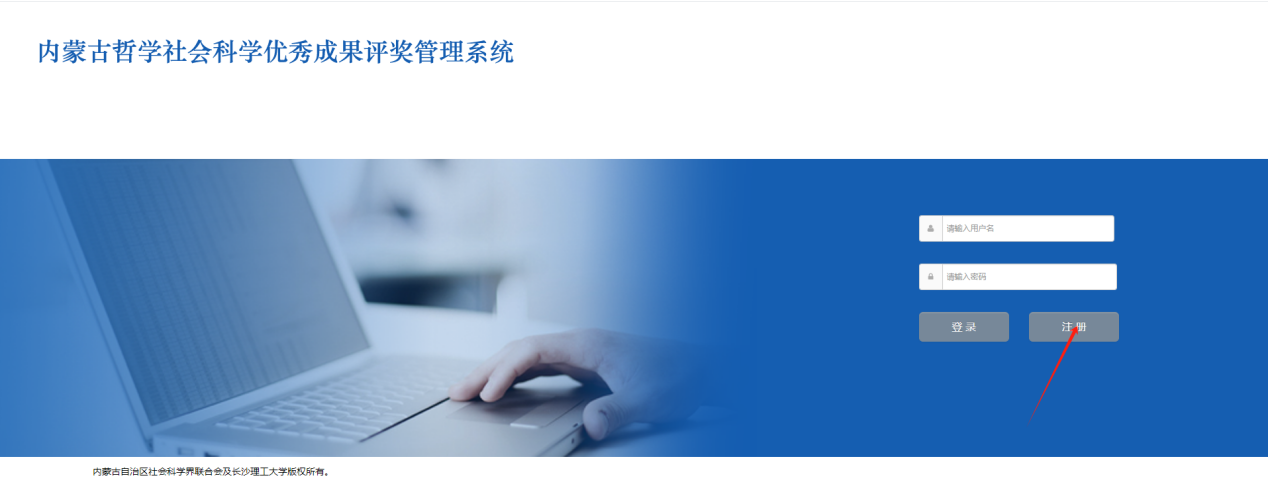 内蒙古哲学社会科学优秀成果评奖管理系统
请输入用户名
请输入密码
登录 注册
内蒙古自治区社会科学界联合会及长沙理工大学版权所有。